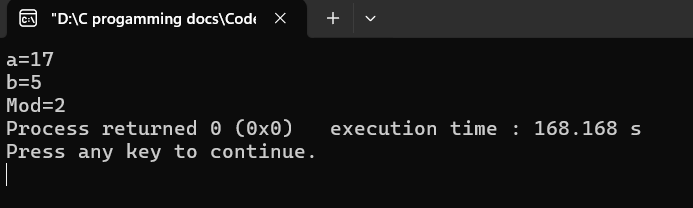 "D:\C progamming docs\Code
a=17
b=5
Mod=2
Process returned 0 (0x0)   execution time : 168.168 s
Press any key to continue.